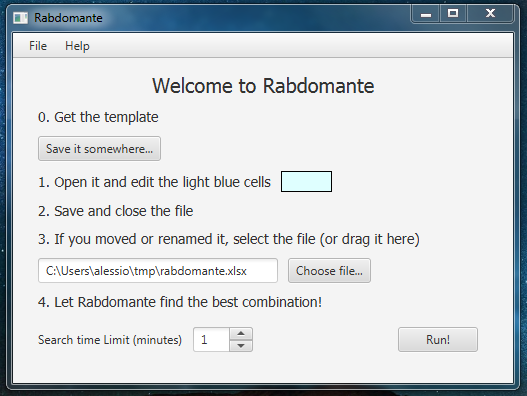 Rabdomante
File Help
Welcome to Rabdomante
0. Get the template
Save it somewhere...
1. Open it and edit the light blue cells
2. Save and close the file
3. If you moved or renamed it, select the file (or drag it here)
C:\Users\alessio\tmp\rabdomante.xlsx Choose file...
4. Let Rabdomante find the best combination!
Search time Limit (minutes) 1 Run!